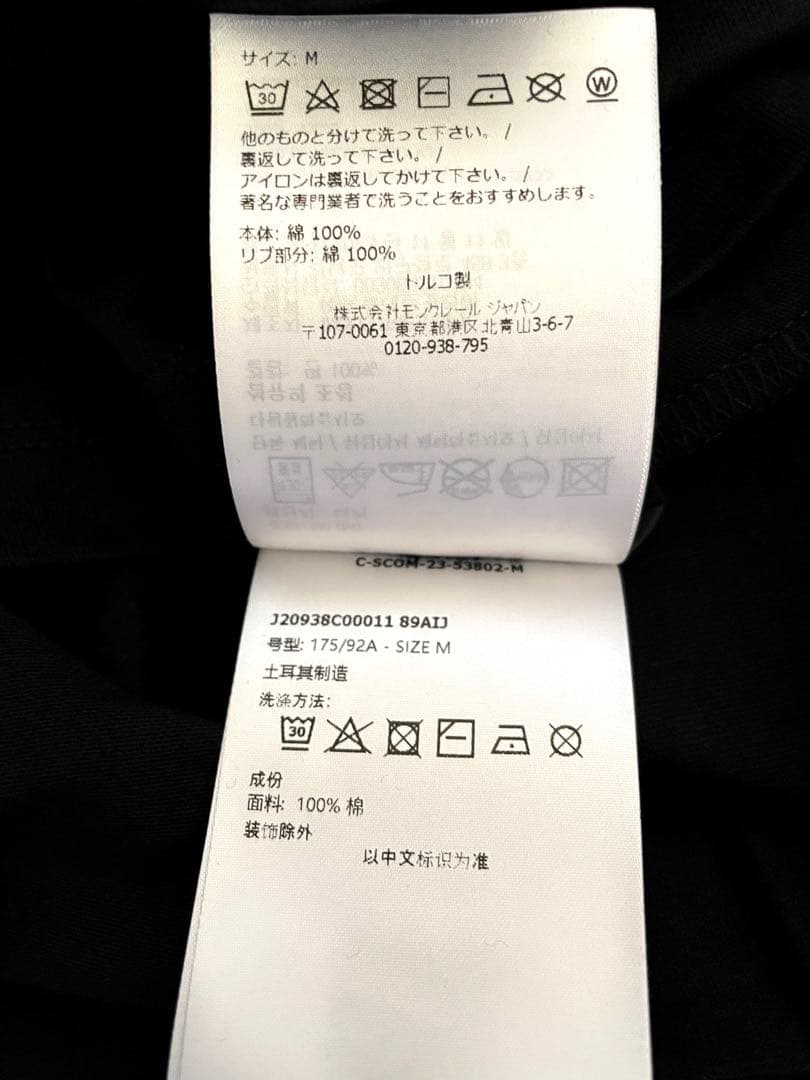 サイズ: M
30
W
他のものと分けて洗って下さい。 /
裏返して洗って下さい。 /
アイロンは裏返してかけて下さい。 /
著名な専門業者で洗うことをおすすめします。
本体: 綿 100%
リブ部分: 綿 100%
トルコ製
株式会社モンクレール ジャパン
〒107-0061 東京都港区北青山3-6-7
0120-938-795
C-SCOM-23-53802-M
J20938C00011 89AIJ
号型: 175/92A - SIZE M
土耳其制造
洗涤方法:
30
成份
面料: 100% 棉
装饰除外
以中文标识为准